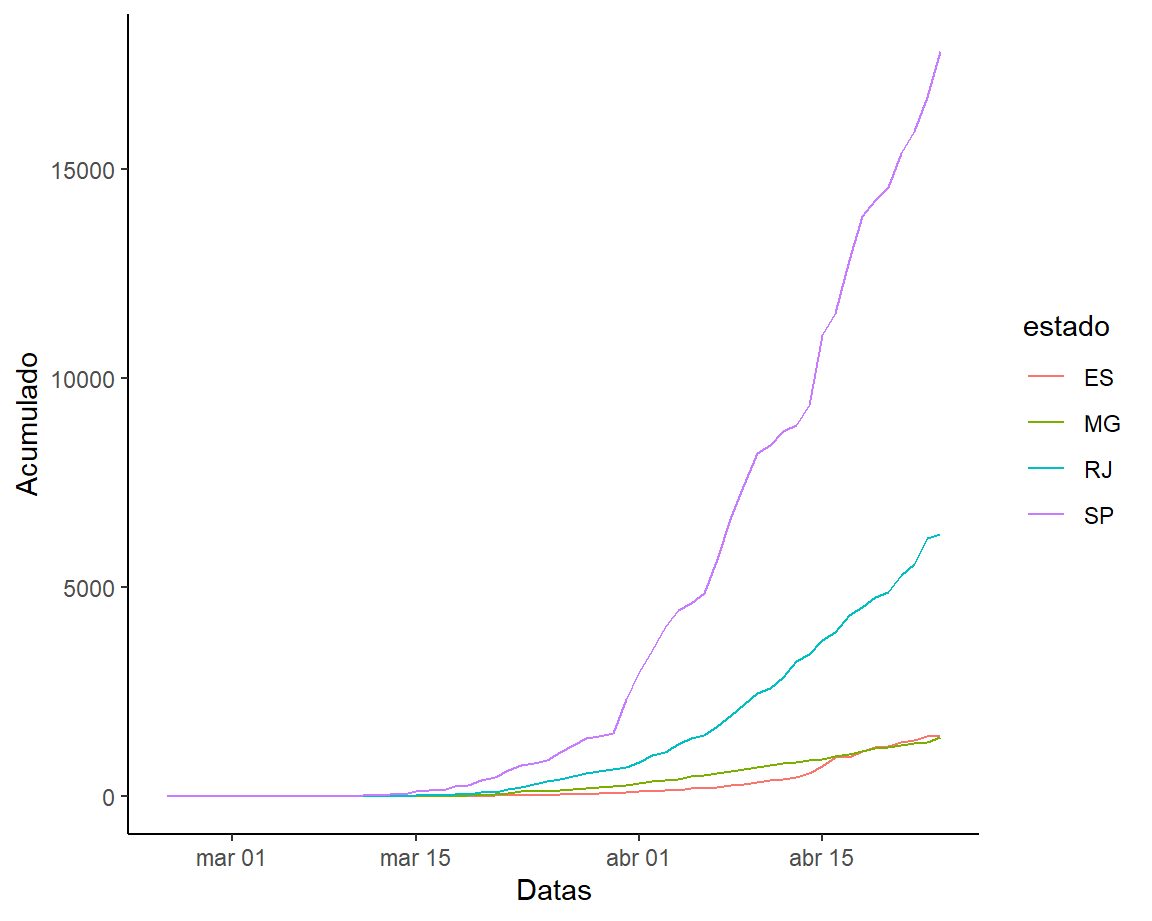 15000
10000
5000
0
Acumulado
mar 01
mar 15
abr 01
abr 15
Datas
estado
ES
MG
RJ
SP